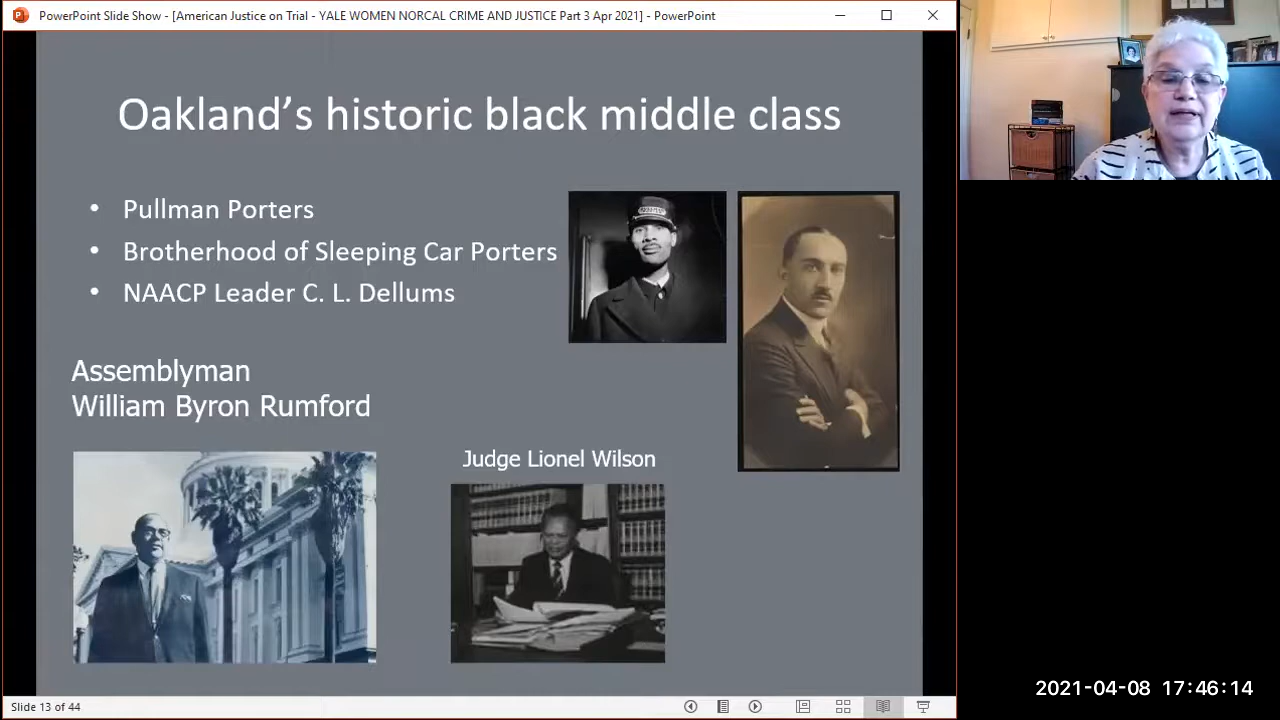 PowerPoint Slide Show - [American Justice on Trial - YALE WOMEN NORCAL CRIME AND JUSTICE Part 3 Apr 2021] - PowerPoint
Oakland’s historic black middle class
• Pullman Porters
• Brotherhood of Sleeping Car Porters
• NAACP Leader C. L. Dellums
Assemblyman
William Byron Rumford
Judge Lionel Wilson
2021-04-08 17:46:14
Slide 13 of 44